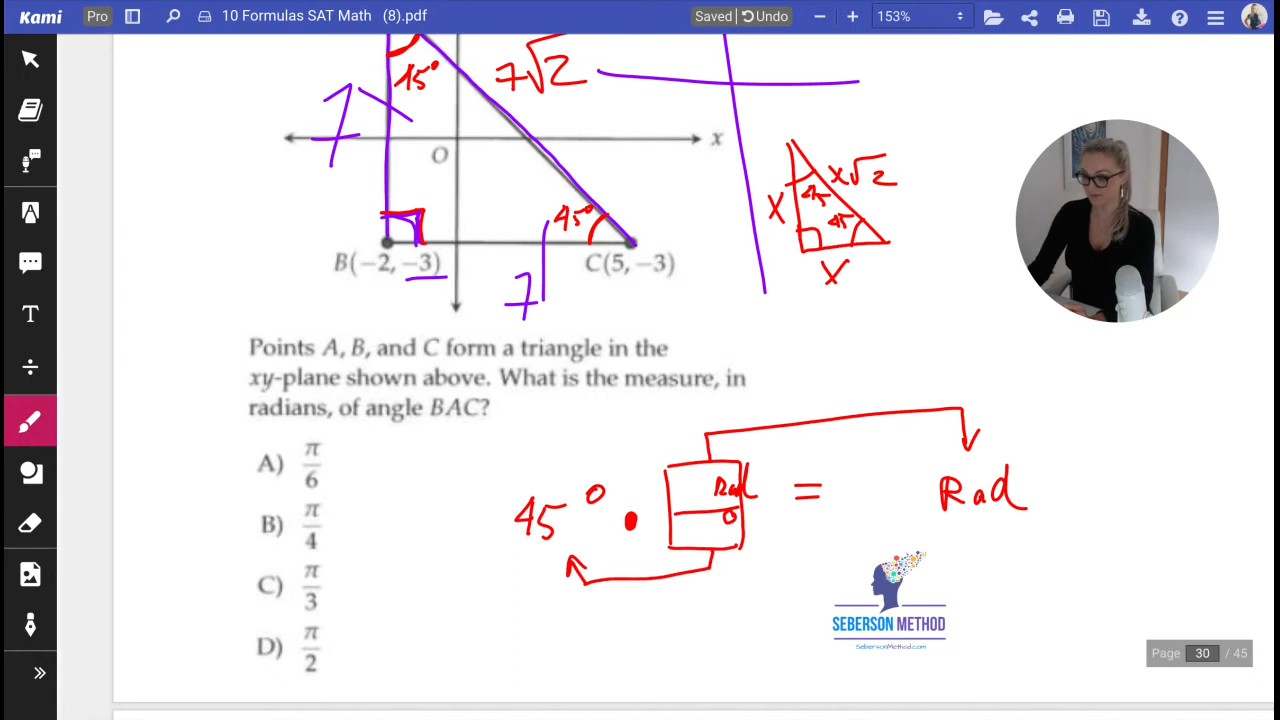 Kami
Pro
10 Formulas SAT Math (8).pdf
Saved
Undo
153%
45°
7√2
7
x
O
x√2
x
45
45
x
45°
B(−2, −3)
C(5, −3)
7
Points A, B, and C form a triangle in the
xy-plane shown above. What is the measure, in
radians, of angle BAC?
A) π/6
B) π/4
C) π/3
D) π/2
45° • Rad/° = Rad
SEBERSON METHOD
SebersonMethod.com
Page 30 / 45